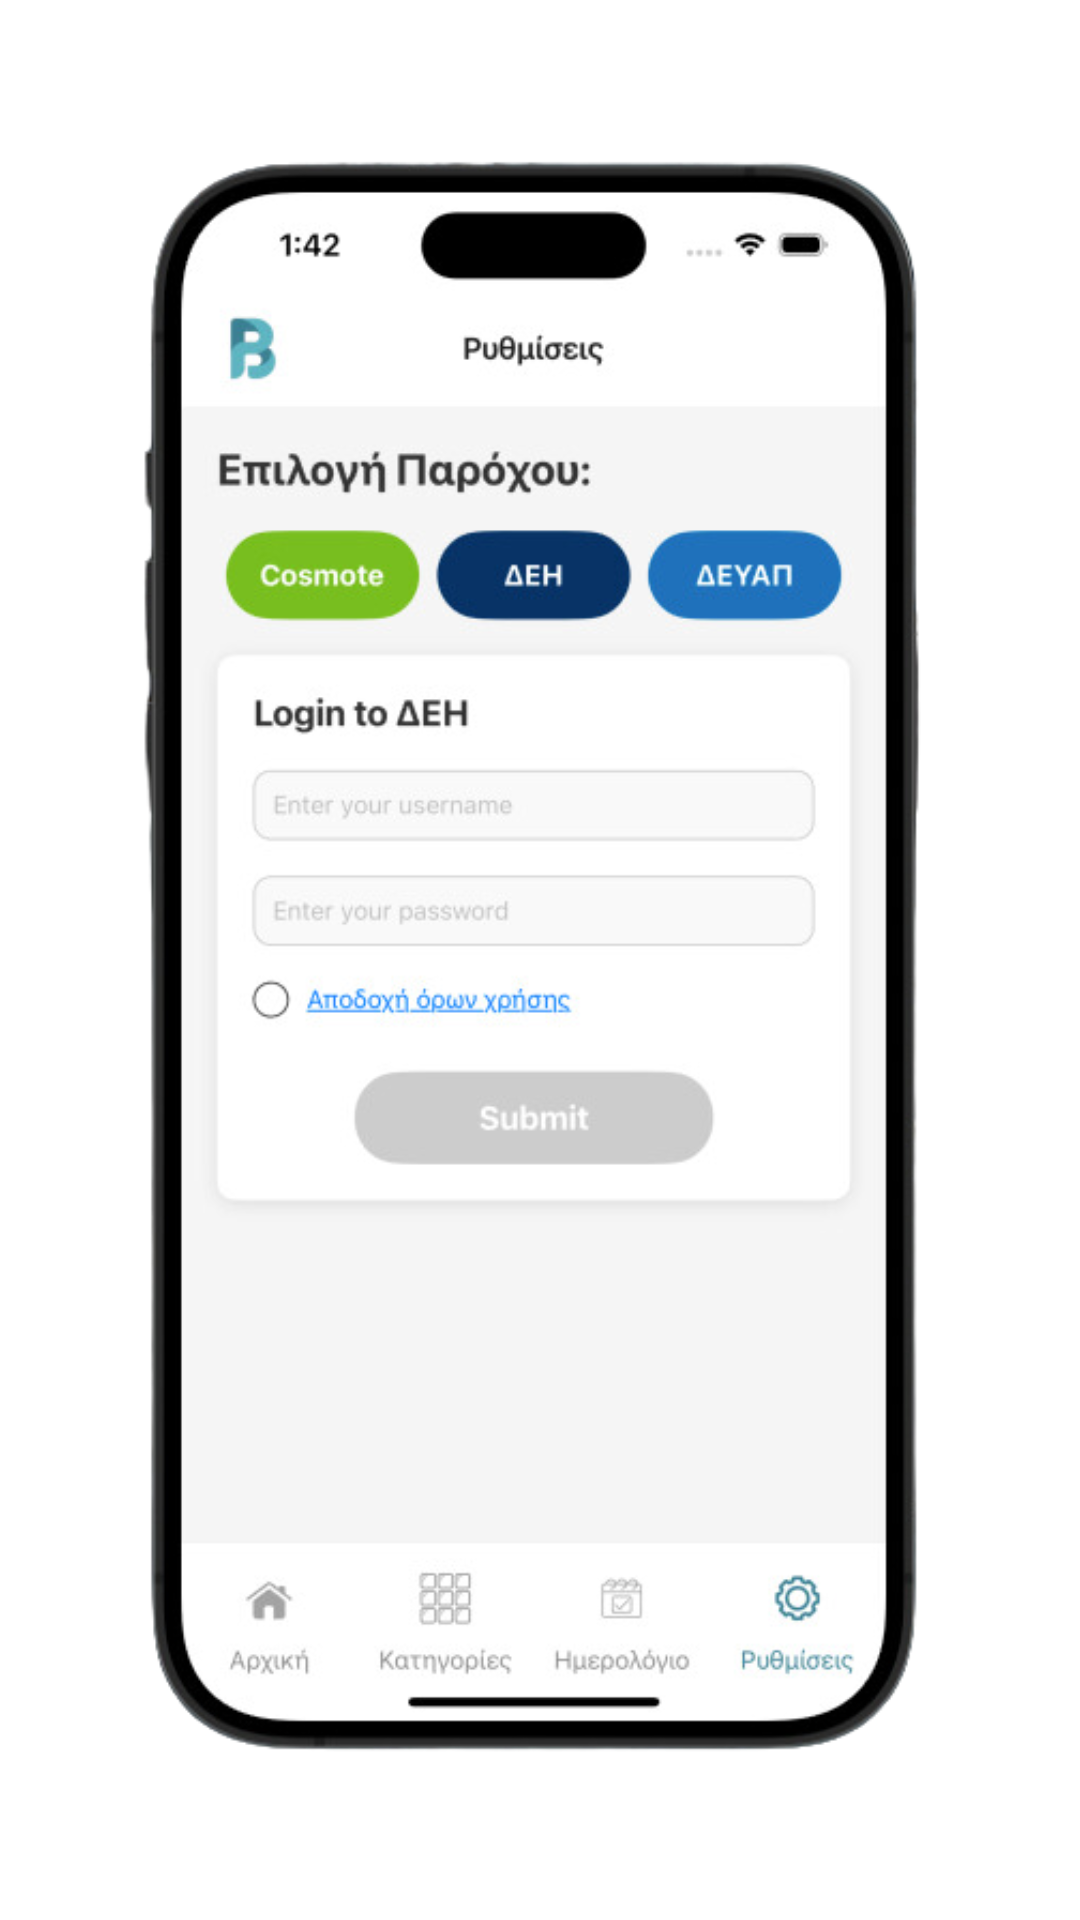 1:42
Ρυθμίσεις
Επιλογή Παρόχου:
Cosmote ΔΕΗ ΔΕΥΑΠ
Login to ΔΕΗ
Enter your username
Enter your password
Αποδοχή όρων χρήσης
Submit
Αρχική Κατηγορίες Ημερολόγιο Ρυθμίσεις